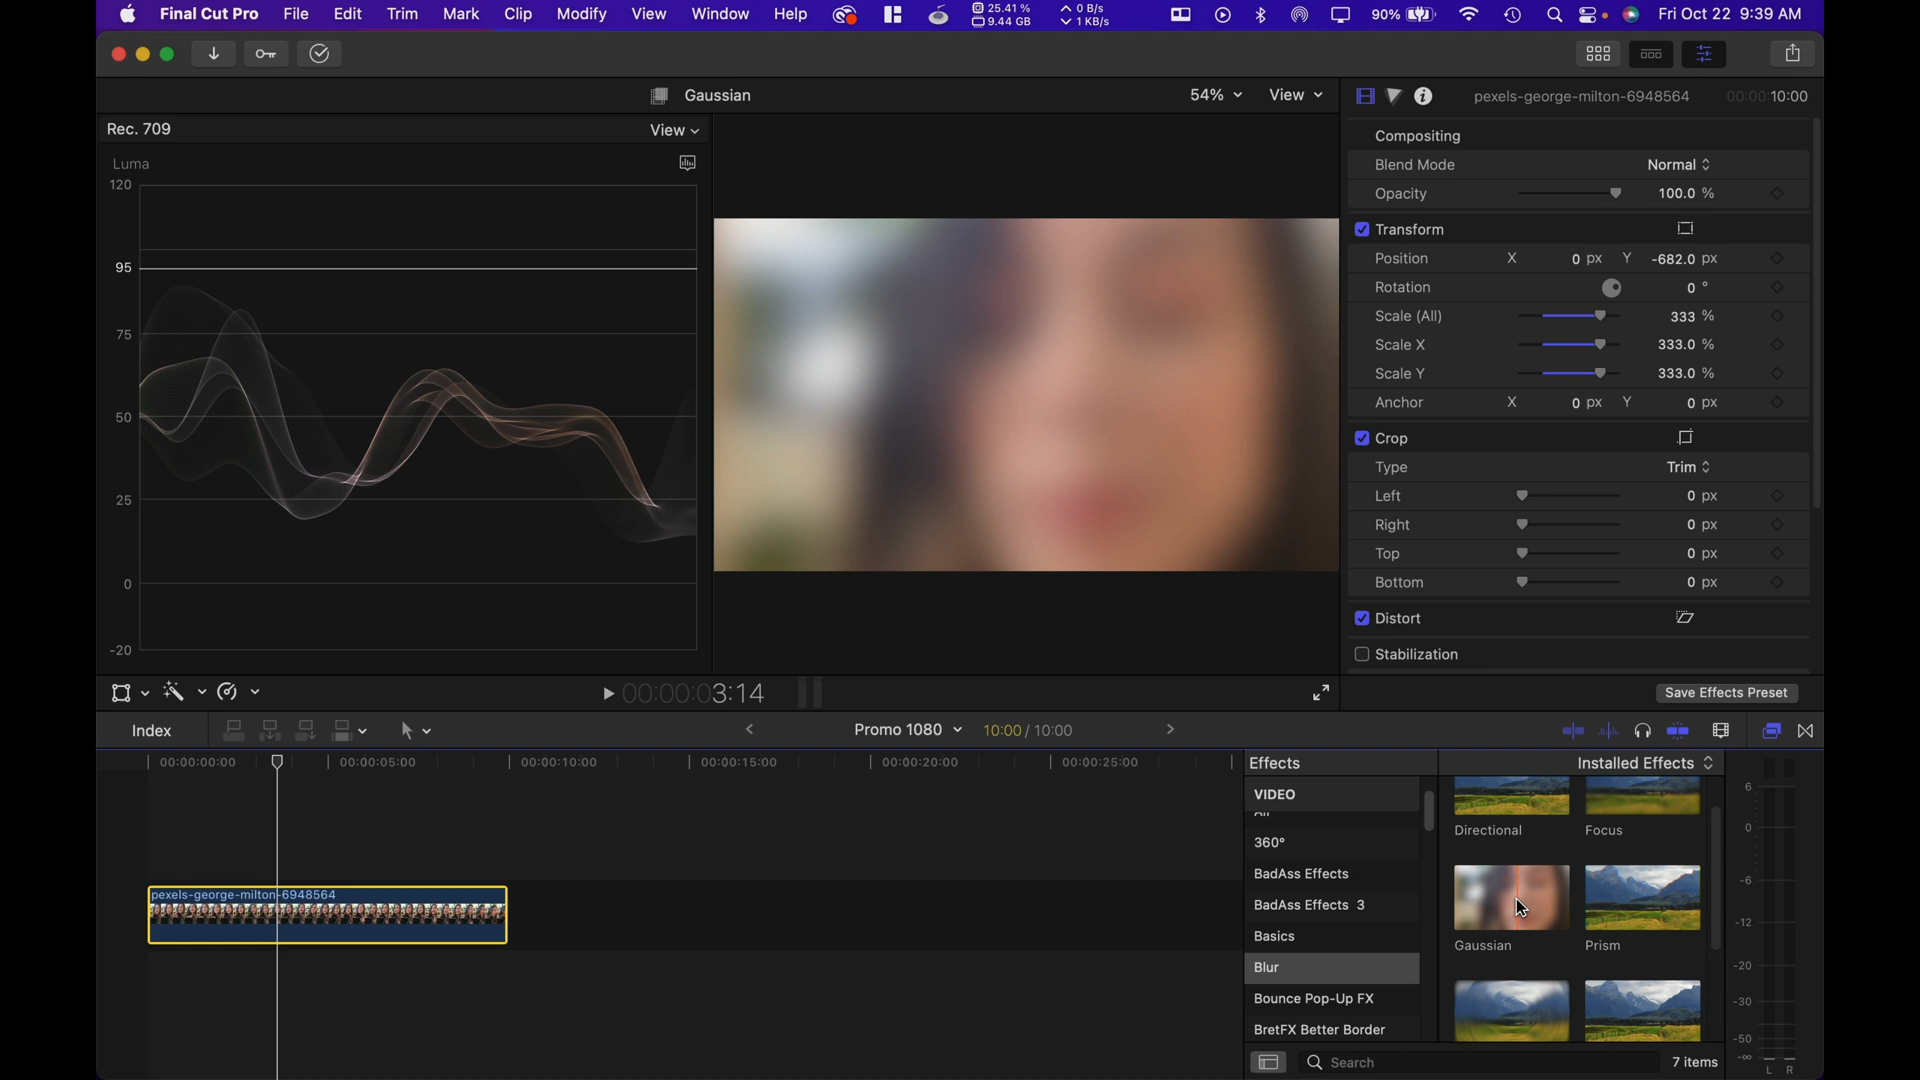 Final Cut Pro File Edit Trim Mark Clip Modify View Window Help 25.41 % 9.44 GB 0 B/s 1 KB/s 90% Fri Oct 22 9:39 AM
Gaussian 54% View pexels-george-milton-6948564 00:00:10:00
Rec. 709 View
Luma
120
95
75
50
25
0
-20
Compositing
Blend Mode Normal
Opacity 100.0 %
Transform
Position X 0 px Y -682.0 px
Rotation 0 °
Scale (All) 333 %
Scale X 333.0 %
Scale Y 333.0 %
Anchor X 0 px Y 0 px
Crop
Type Trim
Left 0 px
Right 0 px
Top 0 px
Bottom 0 px
Distort
Stabilization
00:00:03:14
Save Effects Preset
Index Promo 1080 10:00 / 10:00
00:00:00:00 00:00:05:00 00:00:10:00 00:00:15:00 00:00:20:00 00:00:25:00
pexels-george-milton-6948564
Effects Installed Effects
VIDEO
All
360°
BadAss Effects
BadAss Effects 3
Basics
Blur
Bounce Pop-Up FX
BretFX Better Border
Directional Focus
Gaussian Prism
Search 7 items
6
0
-6
-12
-20
-30
-50
-∞
L R